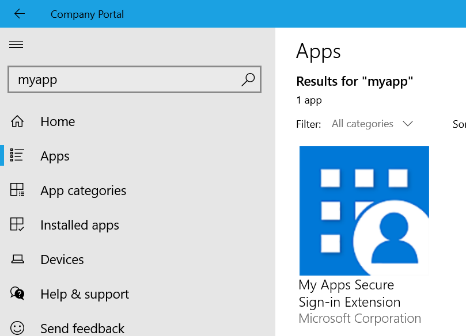 Company Portal
myapp
Home
Apps
App categories
Installed apps
Devices
Help & support
Send feedback
Apps
Results for "myapp"
1 app
Filter: All categories
So
My Apps Secure
Sign-in Extension
Microsoft Corporation